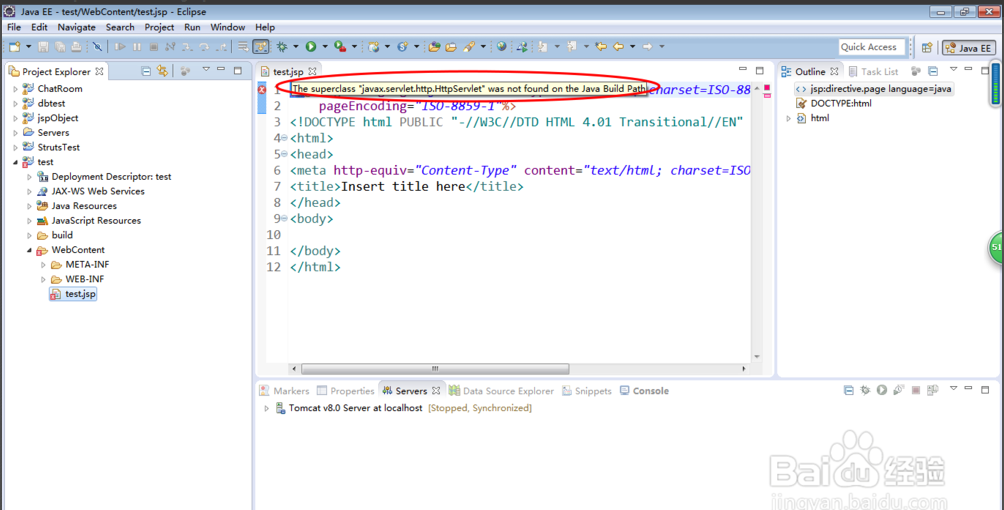 Java EE - test/WebContent/test.jsp - Eclipse
File Edit Navigate Search Project Run Window Help
Quick Access
Java EE
Project Explorer
ChatRoom
dbtest
jspObject
Servers
StrutsTest
test
Deployment Descriptor: test
JAX-WS Web Services
Java Resources
JavaScript Resources
build
WebContent
META-INF
WEB-INF
test.jsp
test.jsp
1 The superclass "javax.servlet.http.HttpServlet" was not found on the Java Build Path charset=ISO-88
2 pageEncoding="ISO-8859-1"%>
3 <!DOCTYPE html PUBLIC "-//W3C//DTD HTML 4.01 Transitional//EN"
4 <html>
5 <head>
6 <meta http-equiv="Content-Type" content="text/html; charset=ISO
7 <title>Insert title here</title>
8 </head>
9 <body>
10
11 </body>
12 </html>
Outline Task List
jsp:directive.page language=java
DOCTYPE:html
html
51
Markers Properties Servers Data Source Explorer Snippets Console
Tomcat v8.0 Server at localhost [Stopped, Synchronized]
Baidu 经验
jingyan.baidu.com